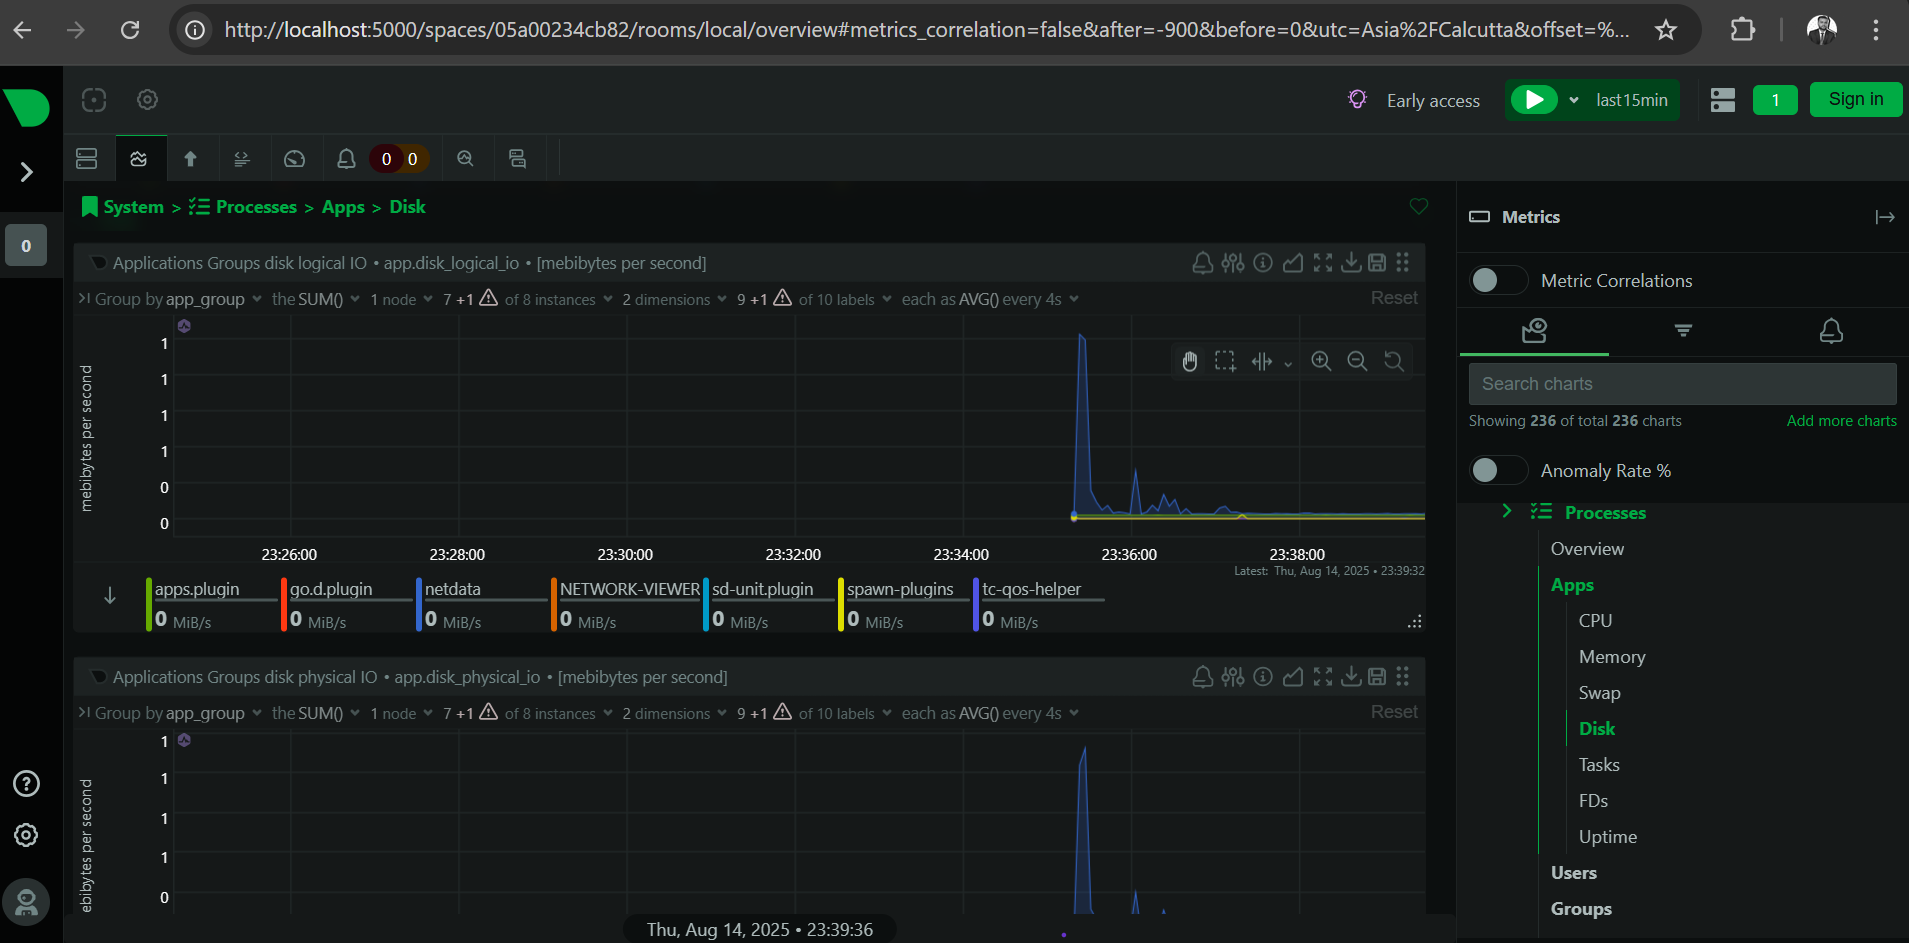 http://localhost:5000/spaces/05a00234cb82/rooms/local/overview#metrics_correlation=false&after=-900&before=0&utc=Asia%2FCalcutta&offset=%...
Early access
last15min
1
Sign in
0 0
0
System > Processes > Apps > Disk
Applications Groups disk logical IO • app.disk_logical_io • [mebibytes per second]
Group by app_group the SUM() 1 node 7 +1 of 8 instances 2 dimensions 9 +1 of 10 labels each as AVG() every 4s Reset
mebibytes per second
1
1
1
1
0
0
23:26:00 23:28:00 23:30:00 23:32:00 23:34:00 23:36:00 23:38:00
Latest: Thu, Aug 14, 2025 • 23:39:32
apps.plugin go.d.plugin netdata NETWORK-VIEWER sd-unit.plugin spawn-plugins tc-qos-helper
0 MiB/s 0 MiB/s 0 MiB/s 0 MiB/s 0 MiB/s 0 MiB/s 0 MiB/s
Applications Groups disk physical IO • app.disk_physical_io • [mebibytes per second]
Group by app_group the SUM() 1 node 7 +1 of 8 instances 2 dimensions 9 +1 of 10 labels each as AVG() every 4s Reset
ebibytes per second
1
1
1
1
0
Thu, Aug 14, 2025 • 23:39:36
Metrics
Metric Correlations
Search charts
Showing 236 of total 236 charts Add more charts
Anomaly Rate %
Processes
Overview
Apps
CPU
Memory
Swap
Disk
Tasks
FDs
Uptime
Users
Groups